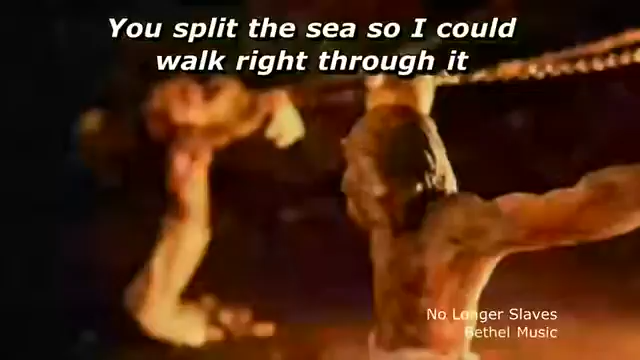 You split the sea so I could
walk right through it
No Longer Slaves
Bethel Music